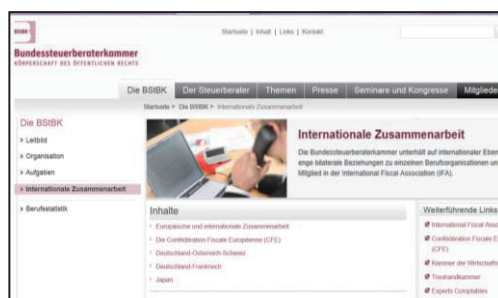 Startseite | Inhalt | Links | Kontakt
BStBK
Bundessteuerberaterkammer
KÖRPERSCHAFT DES ÖFFENTLICHEN RECHTS
Die BStBK
Der Steuerberater
Themen
Presse
Seminare und Kongresse
Mitgliede
Startseite > Die BStBK > Internationale Zusammenarbeit
Die BStBK
> Leitbild
> Organisation
> Aufgaben
> Internationale Zusammenarbeit
> Berufsstatistik
Internationale Zusammenarbeit
Die Bundessteuerberaterkammer unterhält auf internationaler Eben
enge bilaterale Beziehungen zu einzelnen Berufsorganisationen un
Mitglied in der International Fiscal Association (IFA).
Inhalte
› Europäische und internationale Zusammenarbeit
› Die Confédération Fiscale Européenne (CFE)
› Deutschland-Österreich-Schweiz
› Deutschland-Frankreich
› Japan
Weiterführende Links
International Fiscal Asso
Confédération Fiscale E
(CFE)
Kammer der Wirtschafts
Treuhandkammer
Experts Comptables